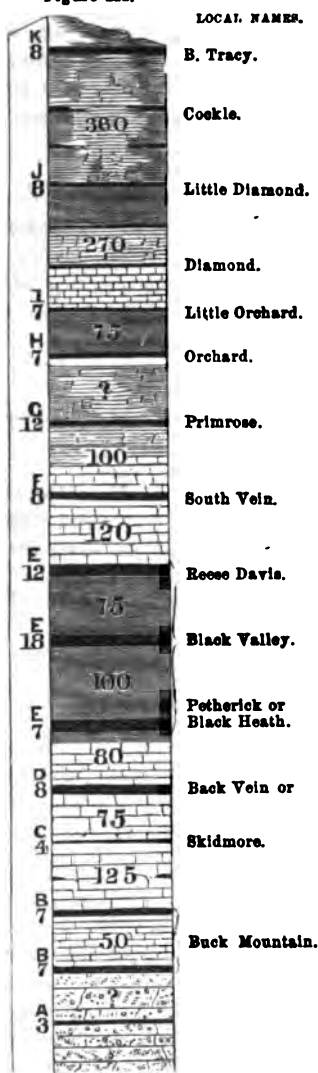 Figure
LOCAL NAMES.
K
8
B. Tracy.
Cockle.
360
J
8
Little Diamond.
270
Diamond.
I
7
Little Orchard.
75
H
7
Orchard.
?
G
12
Primrose.
100
F
8
South Vein.
120
E
12
Reese Davis.
75
E
18
Black Valley.
100
Petherick or
Black Heath.
E
7
80
D
8
Back Vein or
75
C
4
Skidmore.
125
B
7
50
Buck Mountain.
B
7
?
A
3